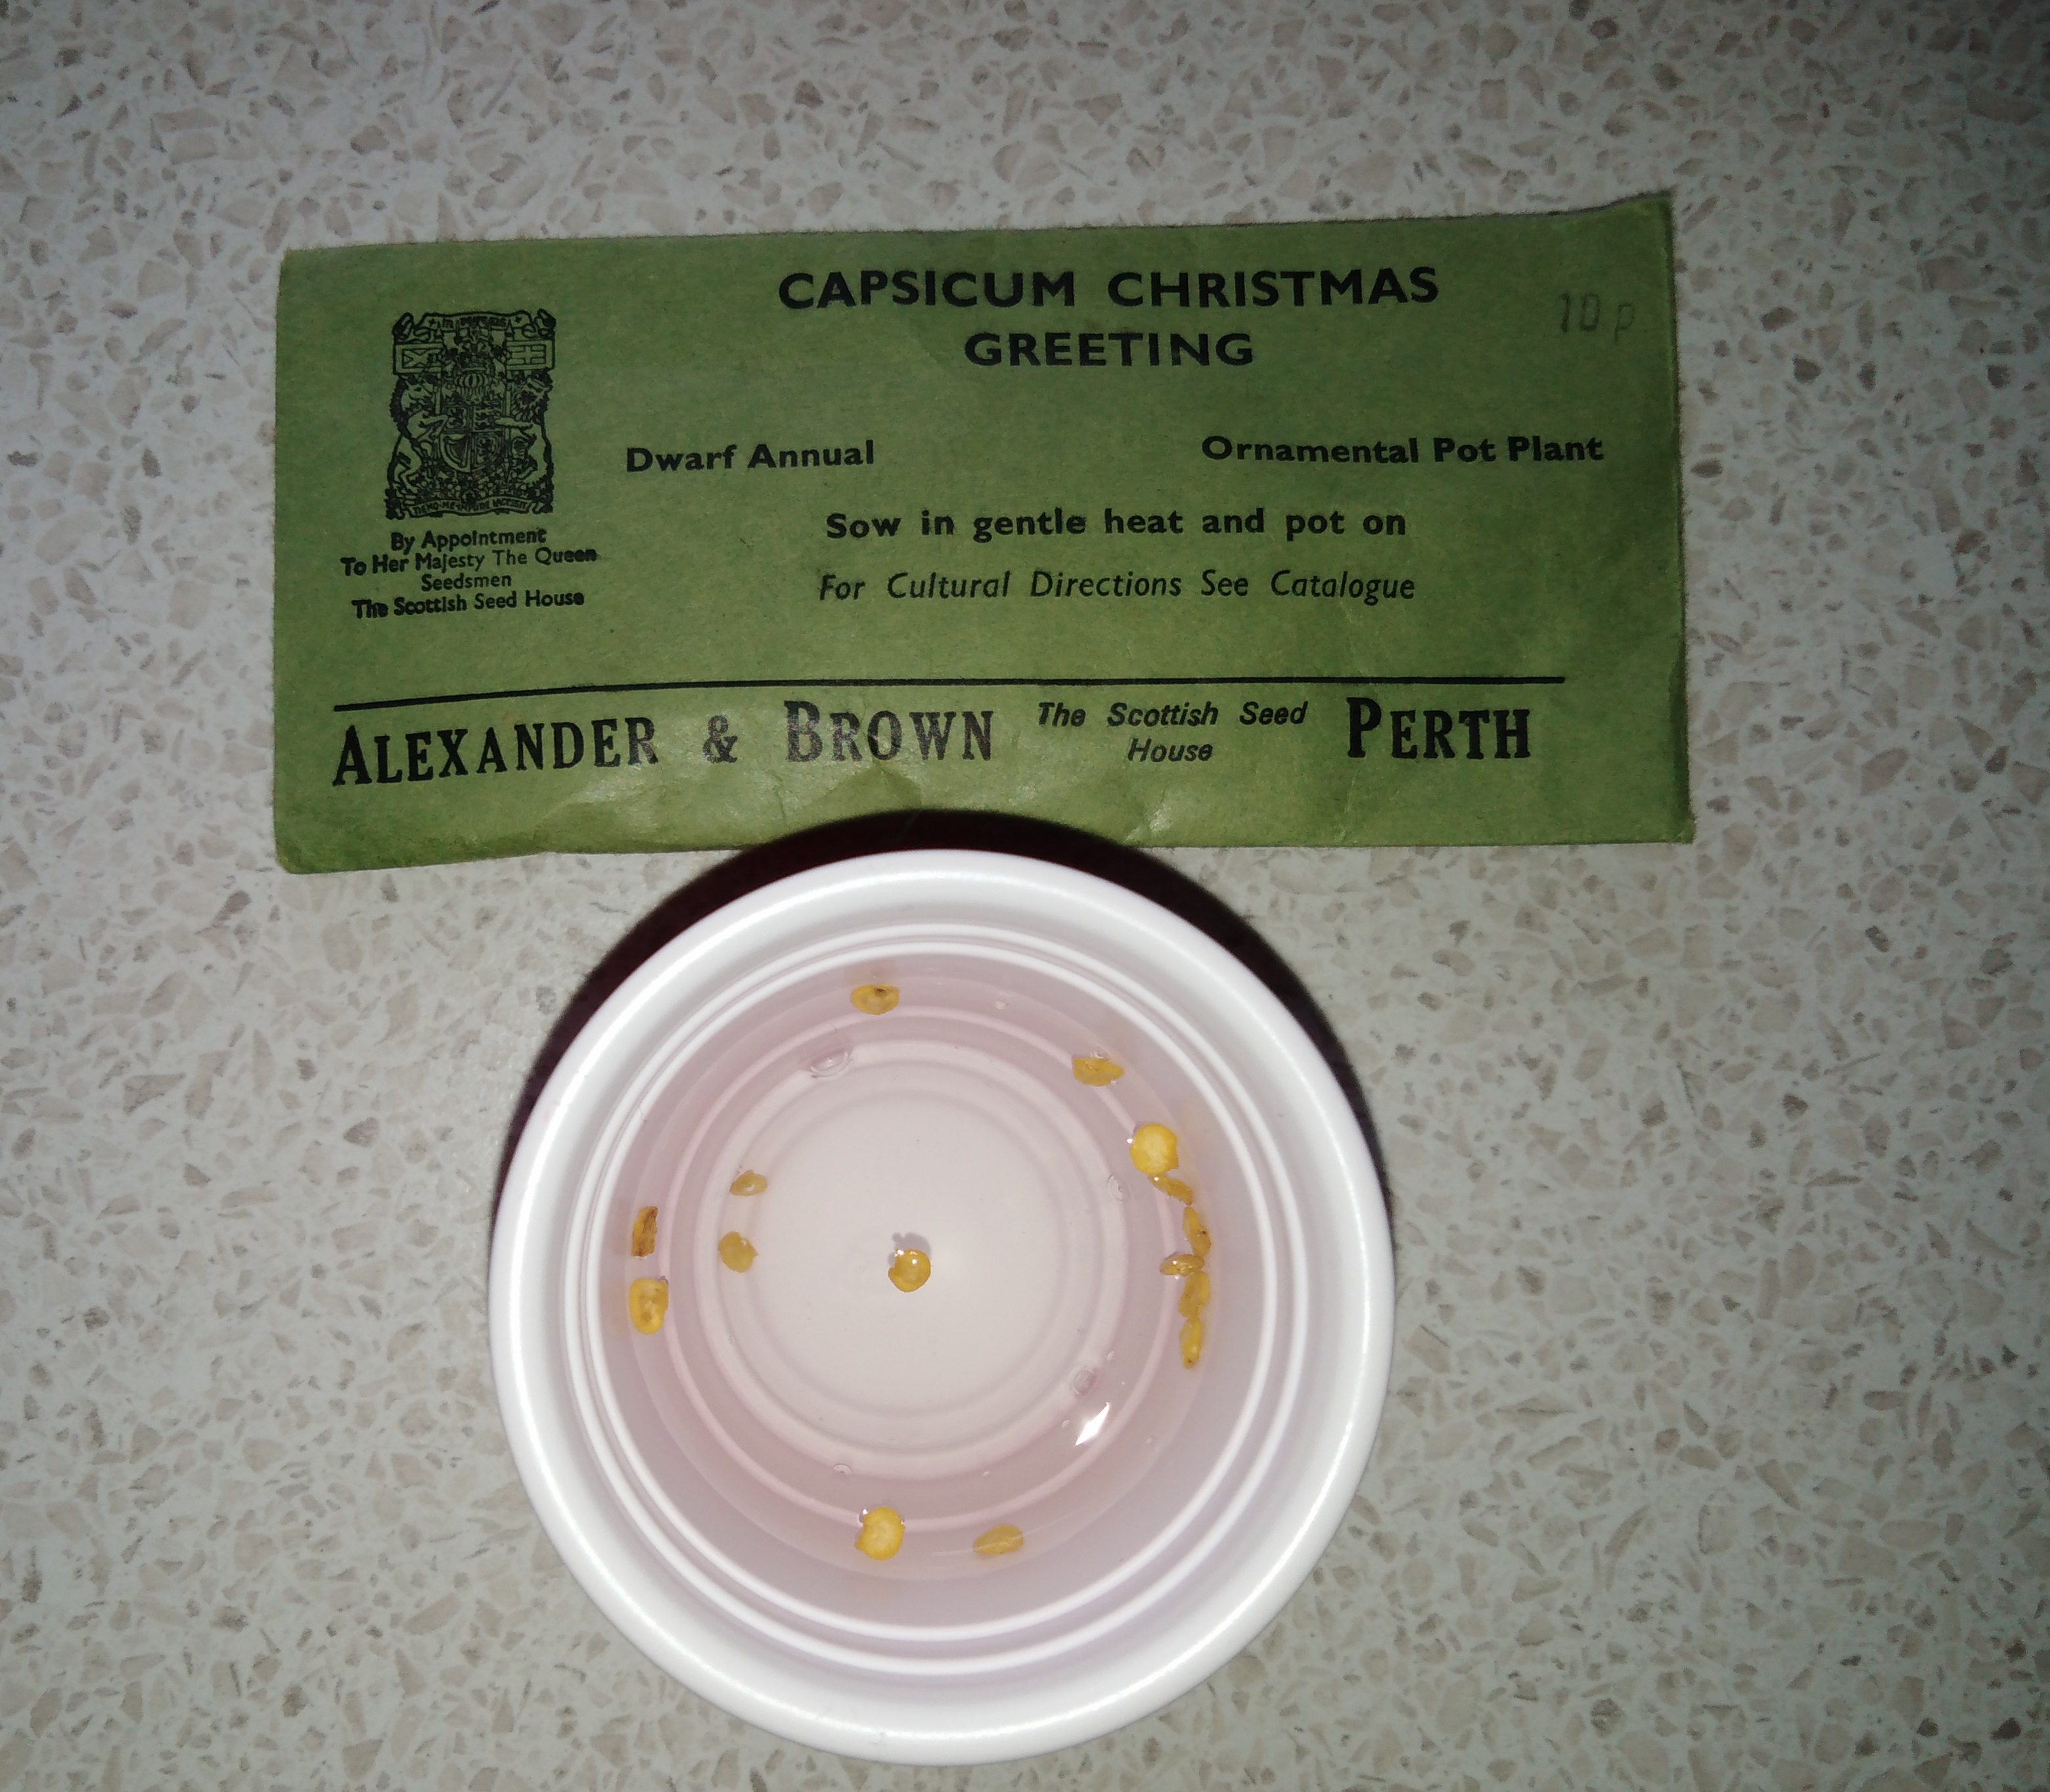 CAPSICUM CHRISTMAS
GREETING
10p
Dwarf Annual
Ornamental Pot Plant
Sow in gentle heat and pot on
For Cultural Directions See Catalogue
By Appointment
To Her Majesty The Queen
Seedsmen
The Scottish Seed House
ALEXANDER & BROWN The Scottish Seed House PERTH